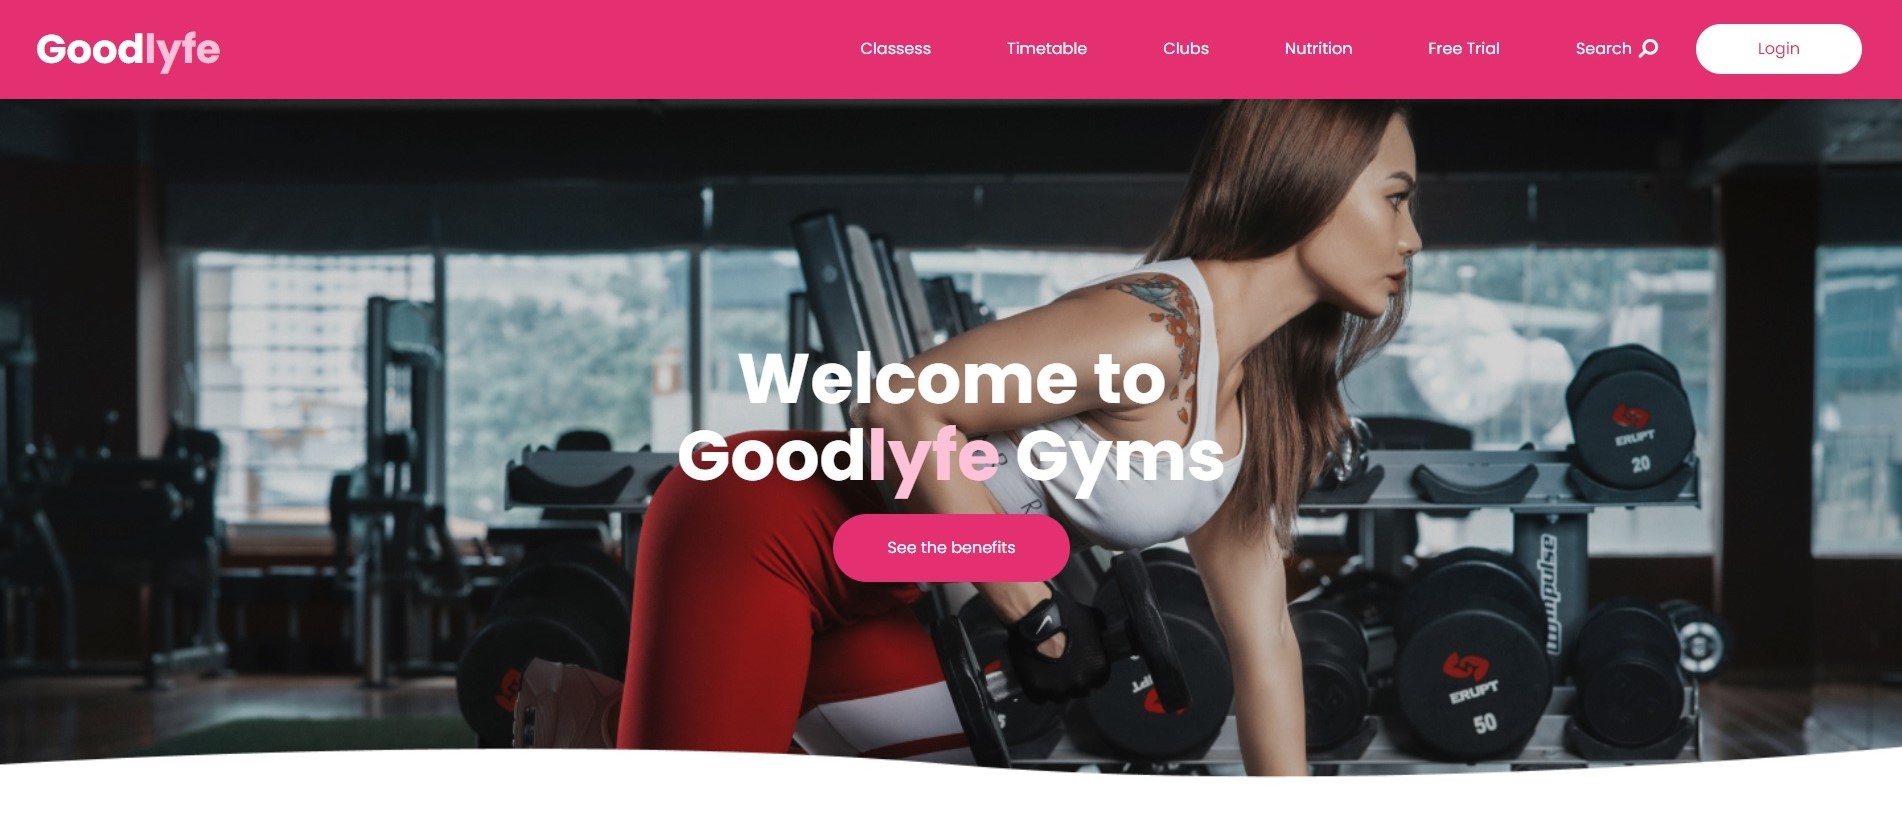 Goodlyfe
Classess
Timetable
Clubs
Nutrition
Free Trial
Search
Login
Welcome to
Goodlyfe Gyms
See the benefits
ERUPT
20
impulse
ERUPT
50